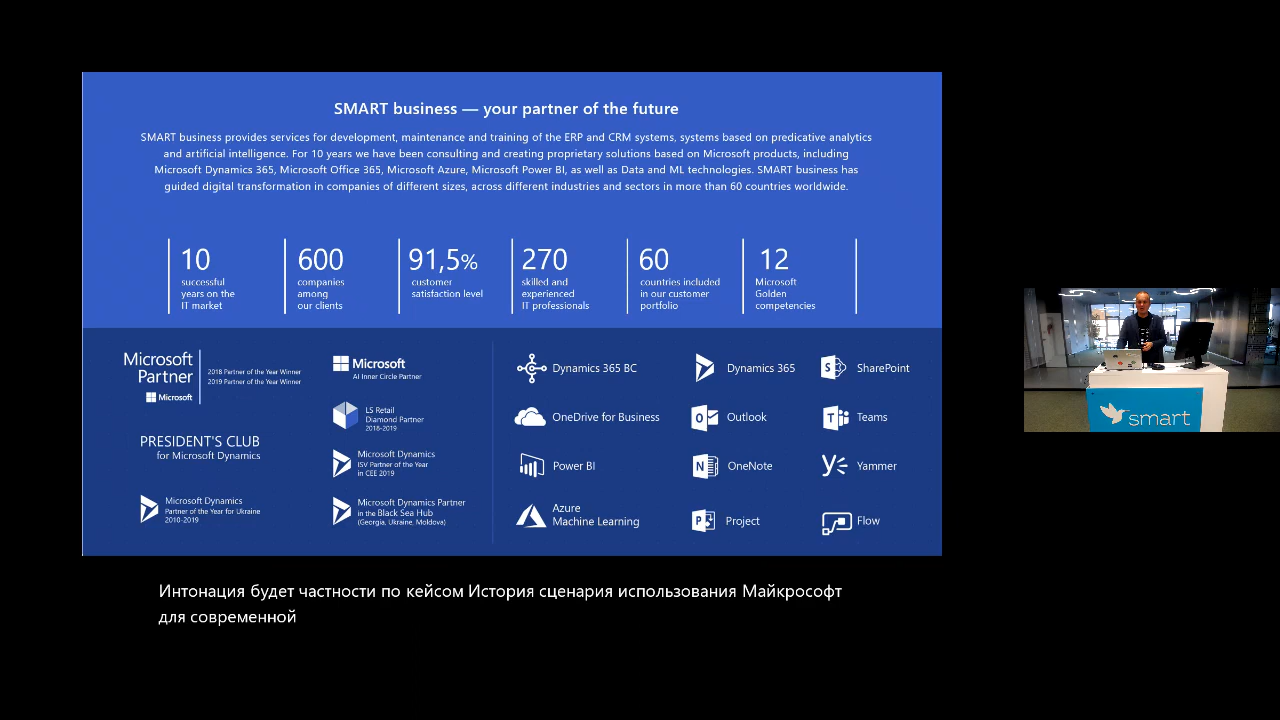 SMART business — your partner of the future
SMART business provides services for development, maintenance and training of the ERP and CRM systems, systems based on predicative analytics
and artificial intelligence. For 10 years we have been consulting and creating proprietary solutions based on Microsoft products, including
Microsoft Dynamics 365, Microsoft Office 365, Microsoft Azure, Microsoft Power BI, as well as Data and ML technologies. SMART business has
guided digital transformation in companies of different sizes, across different industries and sectors in more than 60 countries worldwide.
10
successful
years on the
IT market
600
companies
among
our clients
91,5%
customer
satisfaction level
270
skilled and
experienced
IT professionals
60
countries included
in our customer
portfolio
12
Microsoft
Golden
competencies
Microsoft
Partner
Microsoft
2018 Partner of the Year Winner
2019 Partner of the Year Winner
PRESIDENT'S CLUB
for Microsoft Dynamics
Microsoft Dynamics
Partner of the Year for Ukraine
2010-2019
Microsoft
AI Inner Circle Partner
LS Retail
Diamond Partner
2018-2019
Microsoft Dynamics
ISV Partner of the Year
in CEE 2019
Microsoft Dynamics Partner
in the Black Sea Hub
(Georgia, Ukraine, Moldova)
Dynamics 365 BC
Dynamics 365
SharePoint
OneDrive for Business
Outlook
Teams
Power BI
OneNote
Yammer
Azure
Machine Learning
Project
Flow
smart
Интонация будет частности по кейсом История сценария использования Майкрософт
для современной